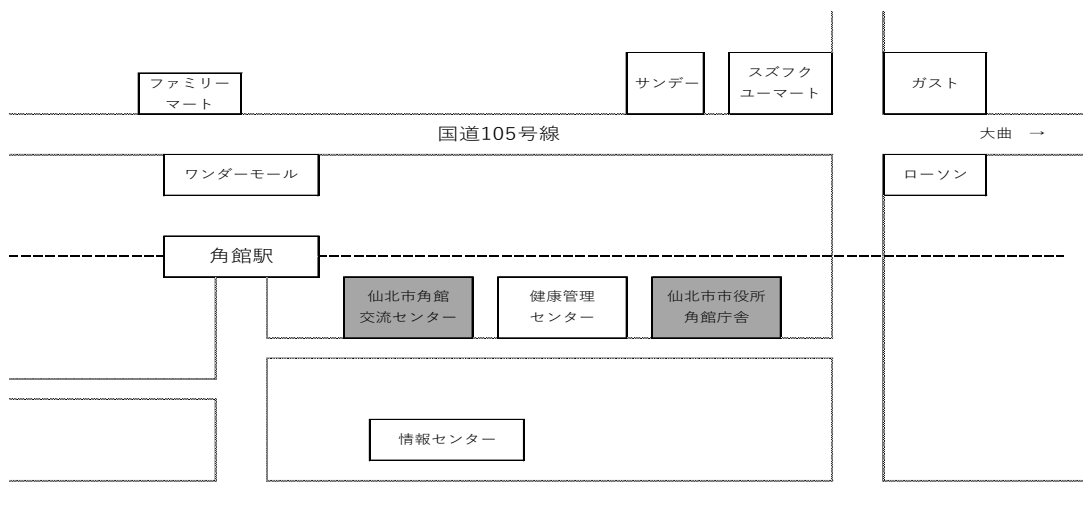 ファミリー
マート
サンデー
スズフク
ユーマート
ガスト
国道105号線
大曲　→
ワンダーモール
ローソン
角館駅
仙北市角館
交流センター
健康管理
センター
仙北市市役所
角館庁舎
情報センター